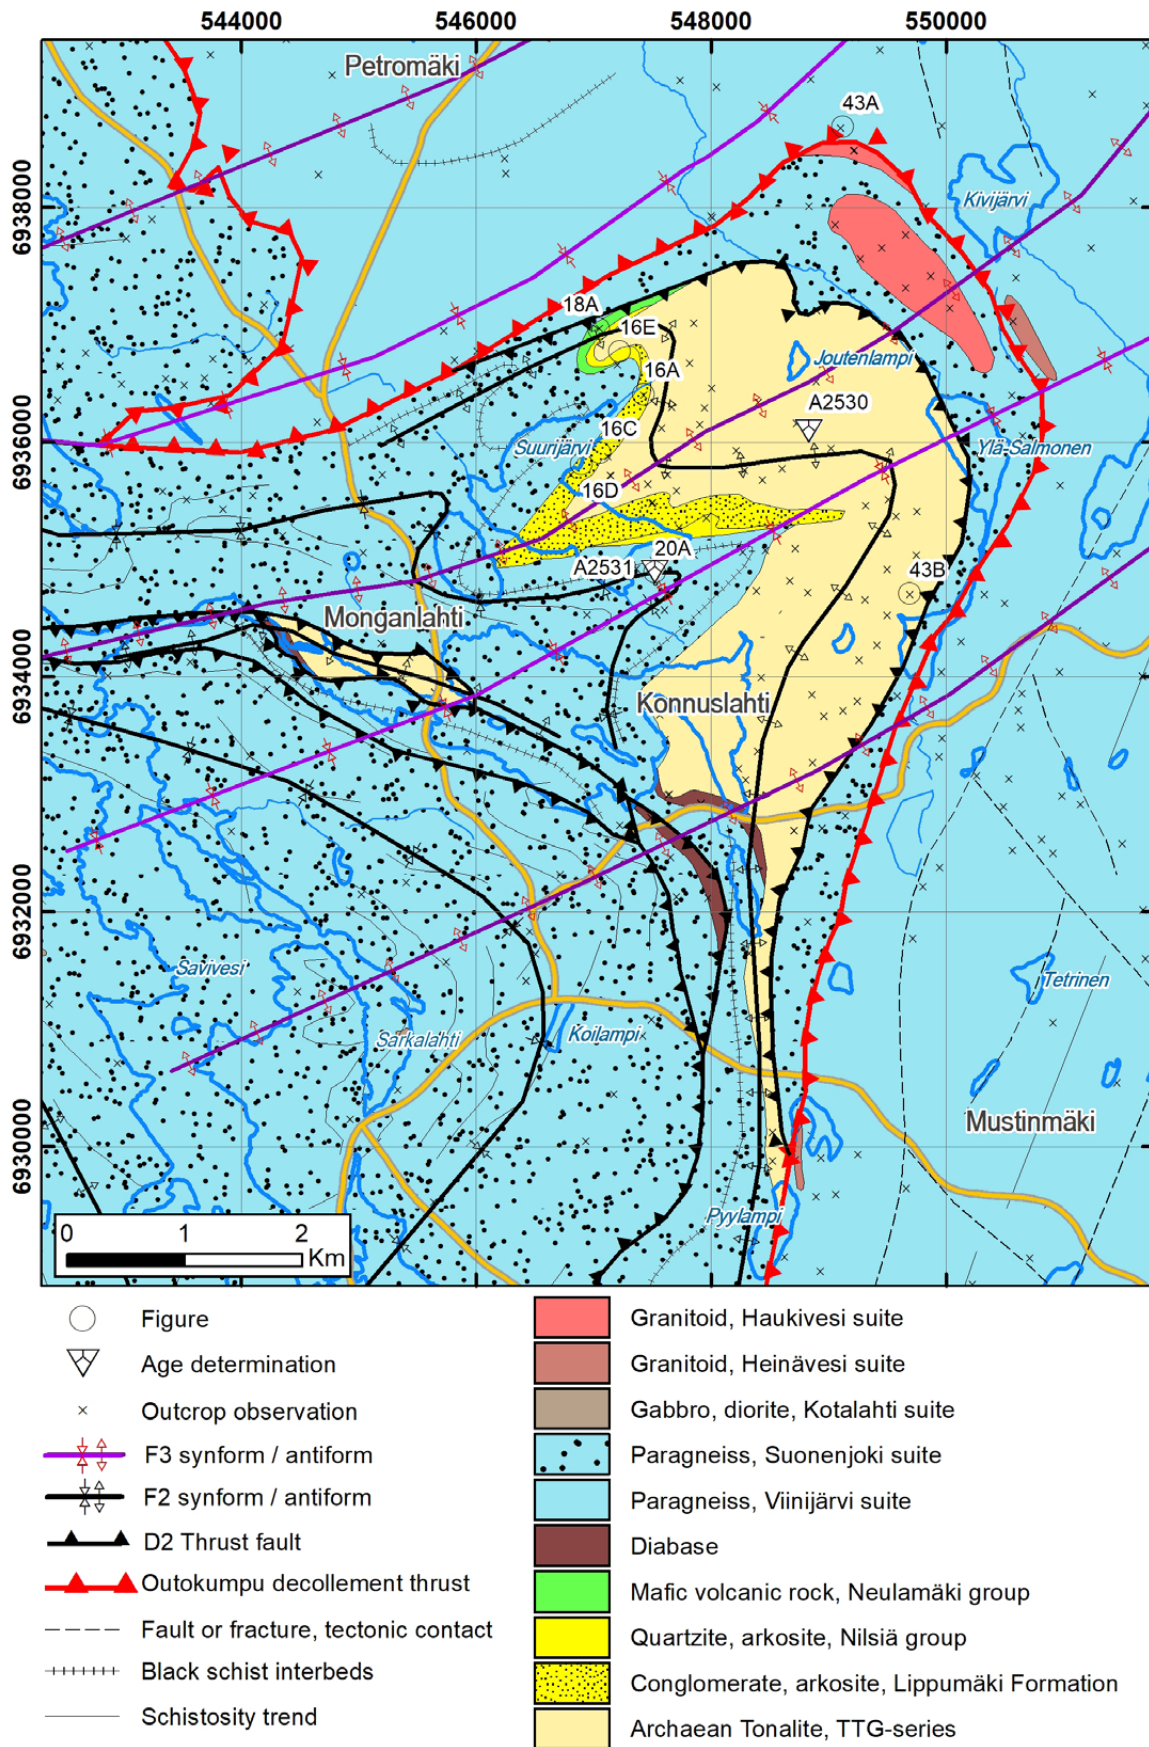 544000 546000 548000 550000
Petromäki
43A
6938000
Kivijärvi
18A
16E
Joutenlampi
16A
A2530
6936000
16C
Suurijärvi
Ylä-Salmonen
16D
20A
A2531
43B
Monganlahti
6934000
Konnuslahti
6932000
Savivesi
Tetrinen
Sarkalahti
Koilampi
6930000
Mustinmäki
Pyylampi
0 1 2
Km
Figure
Age determination
Outcrop observation
F3 synform / antiform
F2 synform / antiform
D2 Thrust fault
Outokumpu decollement thrust
Fault or fracture, tectonic contact
Black schist interbeds
Schistosity trend
Granitoid, Haukivesi suite
Granitoid, Heinävesi suite
Gabbro, diorite, Kotalahti suite
Paragneiss, Suonenjoki suite
Paragneiss, Viinijärvi suite
Diabase
Mafic volcanic rock, Neulamäki group
Quartzite, arkosite, Nilsiä group
Conglomerate, arkosite, Lippumäki Formation
Archaean Tonalite, TTG-series